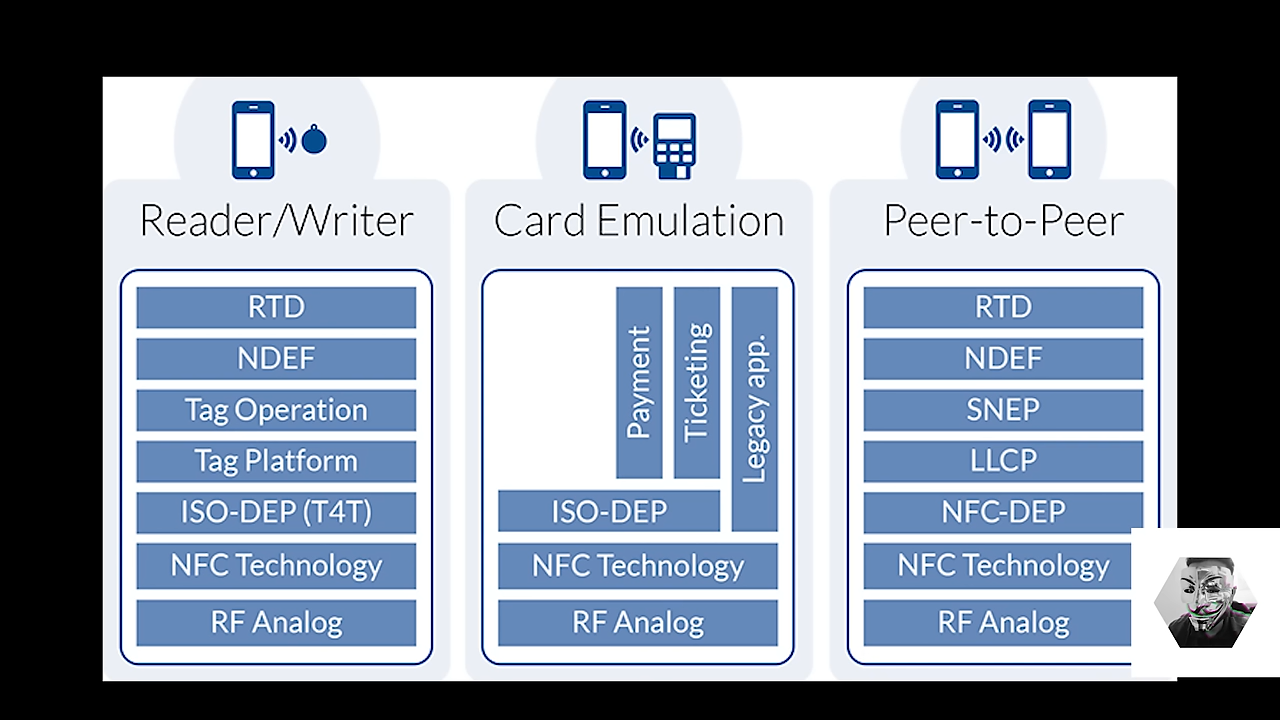 Reader/Writer
RTD
NDEF
Tag Operation
Tag Platform
ISO-DEP (T4T)
NFC Technology
RF Analog
Card Emulation
Payment
Ticketing
Legacy app.
ISO-DEP
NFC Technology
RF Analog
Peer-to-Peer
RTD
NDEF
SNEP
LLCP
NFC-DEP
NFC Technology
RF Analog